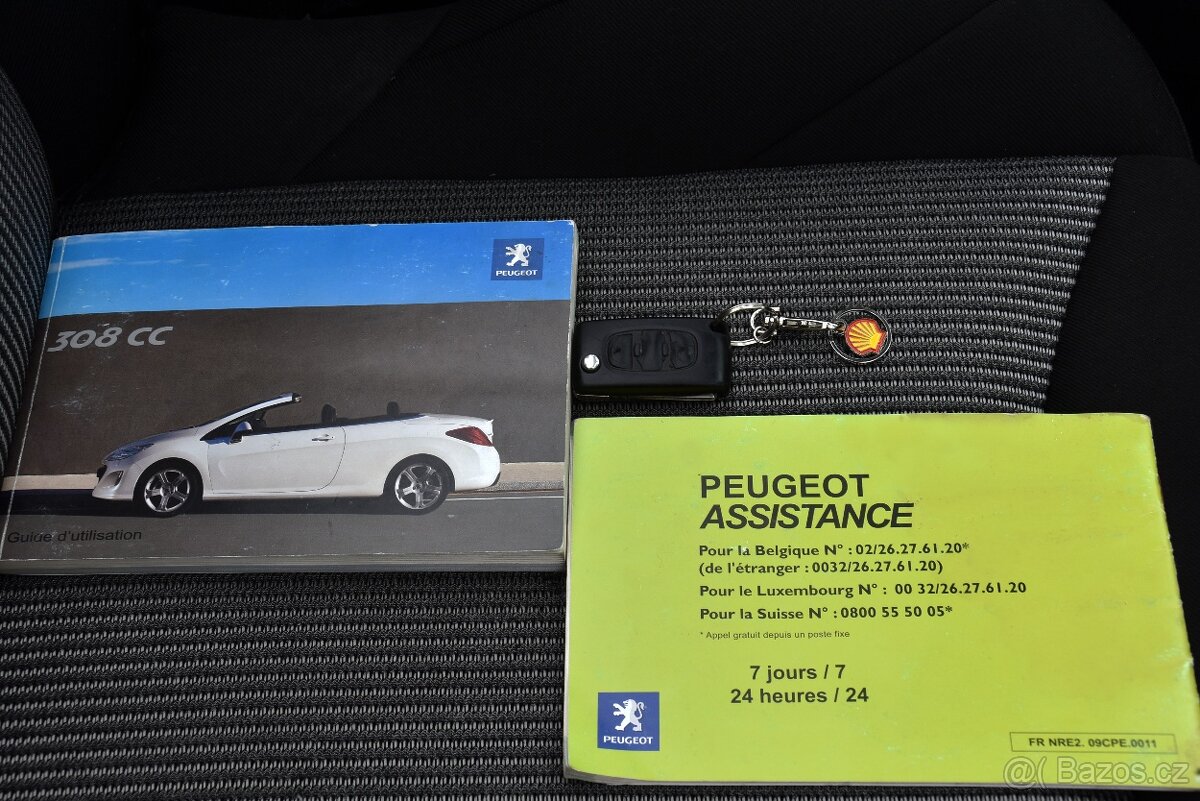 PEUGEOT
308 CC
Guide d'utilisation
PEUGEOT
ASSISTANCE
Pour la Belgique N° : 02/26.27.61.20*
(de l'étranger : 0032/26.27.61.20)
Pour le Luxembourg N° : 00 32/26.27.61.20
Pour la Suisse N° : 0800 55 50 05*
* Appel gratuit depuis un poste fixe
7 jours / 7
24 heures / 24
PEUGEOT
FR NRE2. 09CPE.0011
@( Bazos.cz